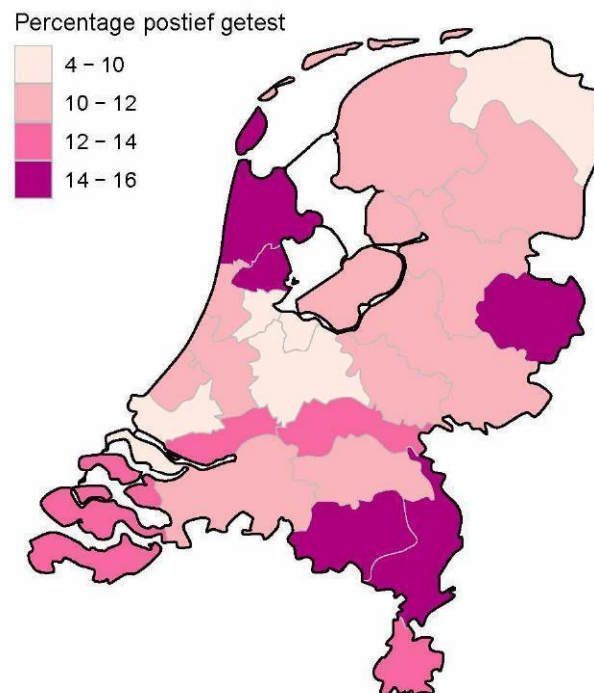 Percentage postief getest
4 – 10
10 – 12
12 – 14
14 – 16